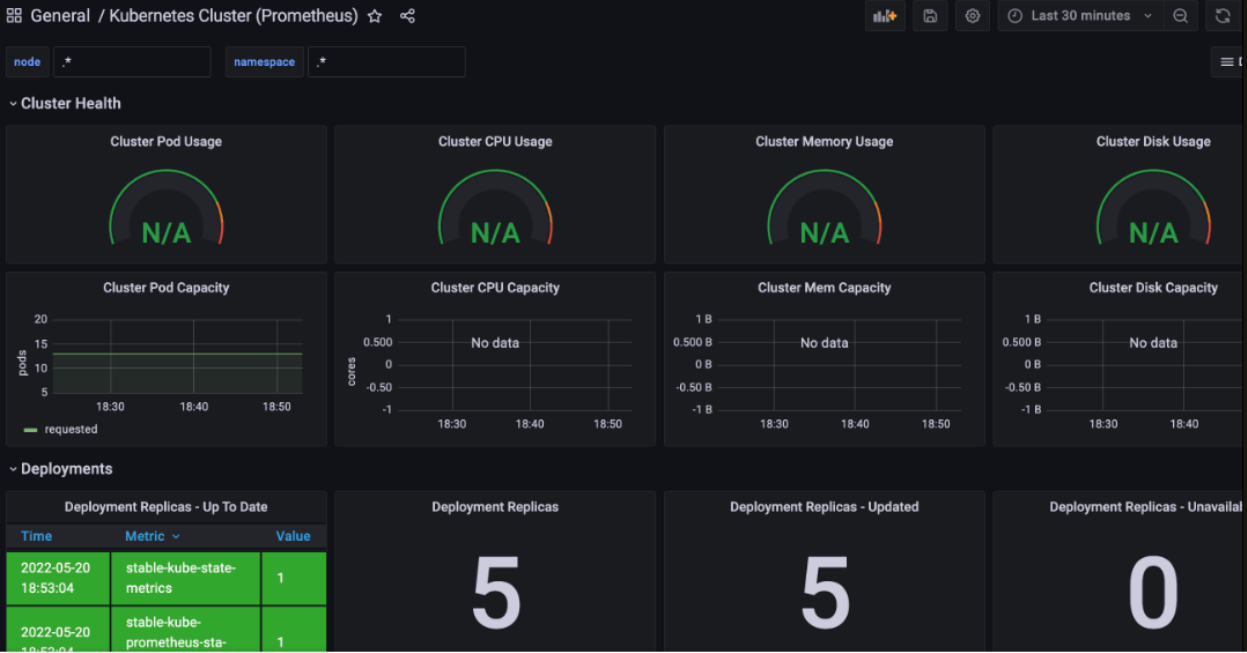 General / Kubernetes Cluster (Prometheus)
Last 30 minutes
node .* namespace .*
Cluster Health
Cluster Pod Usage
N/A
Cluster CPU Usage
N/A
Cluster Memory Usage
N/A
Cluster Disk Usage
N/A
Cluster Pod Capacity
20
15
10
5
pods
18:30 18:40 18:50
requested
Cluster CPU Capacity
1
0.500
0
-0.50
-1
cores
No data
18:30 18:40 18:50
Cluster Mem Capacity
1 B
0.500 B
0 B
-0.50 B
-1 B
No data
18:30 18:40 18:50
Cluster Disk Capacity
1 B
0.500 B
0 B
-0.50 B
-1 B
No data
18:30 18:40
Deployments
Deployment Replicas - Up To Date
Time Metric Value
2022-05-20
18:53:04
stable-kube-state-
metrics
1
2022-05-20
18:53:04
stable-kube-
prometheus-sta-
1
Deployment Replicas
5
Deployment Replicas - Updated
5
Deployment Replicas - Unavailab
0